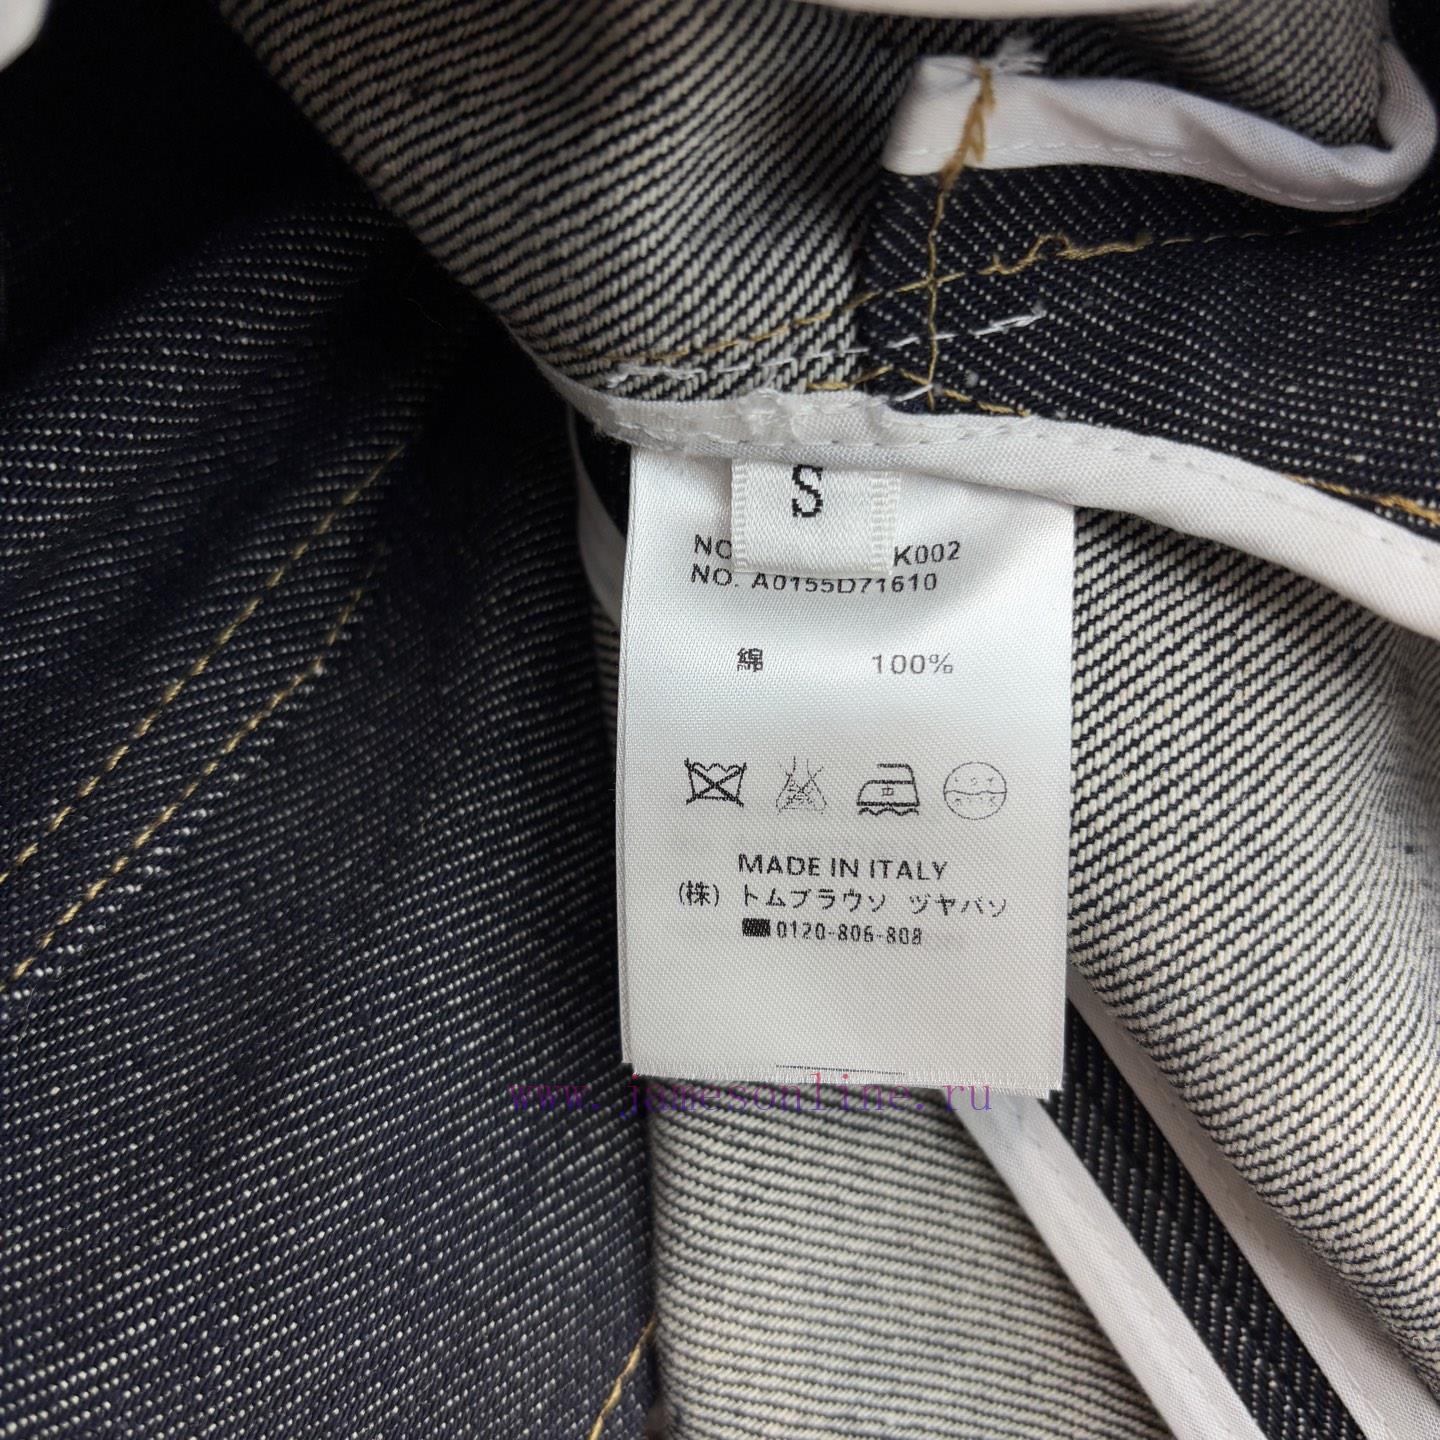 S
NO K002
NO. A0155D71610
綿 100%
MADE IN ITALY
(株) トムブラウソ ヅヤバソ
0120-806-808
www.jamesonline.ru